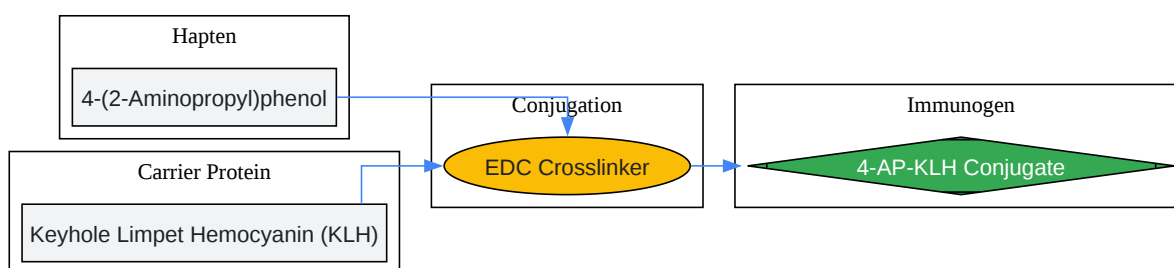 Hapten
4-(2-Aminopropyl)phenol
Carrier Protein
Keyhole Limpet Hemocyanin (KLH)
Conjugation
EDC Crosslinker
Immunogen
4-AP-KLH Conjugate